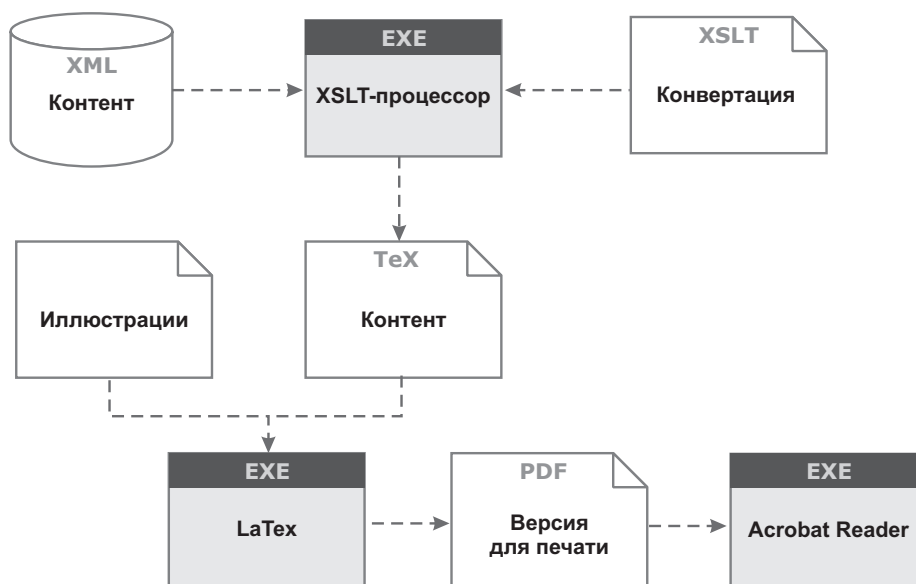 XML
Контент
EXE
XSLT-процессор
XSLT
Конвертация
Иллюстрации
TeX
Контент
EXE
LaTex
PDF
Версия
для печати
EXE
Acrobat Reader